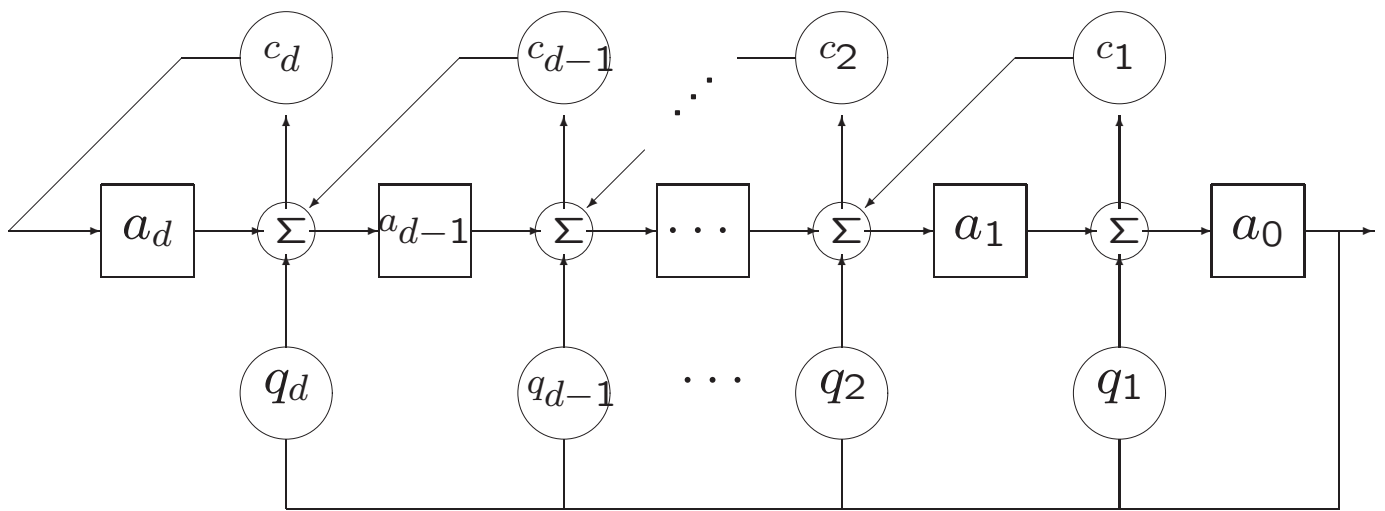 c_d c_{d−1} c_2 c_1
⋰
a_d Σ a_{d−1} Σ ⋯ Σ a_1 Σ a_0
q_d q_{d−1} ⋯ q_2 q_1